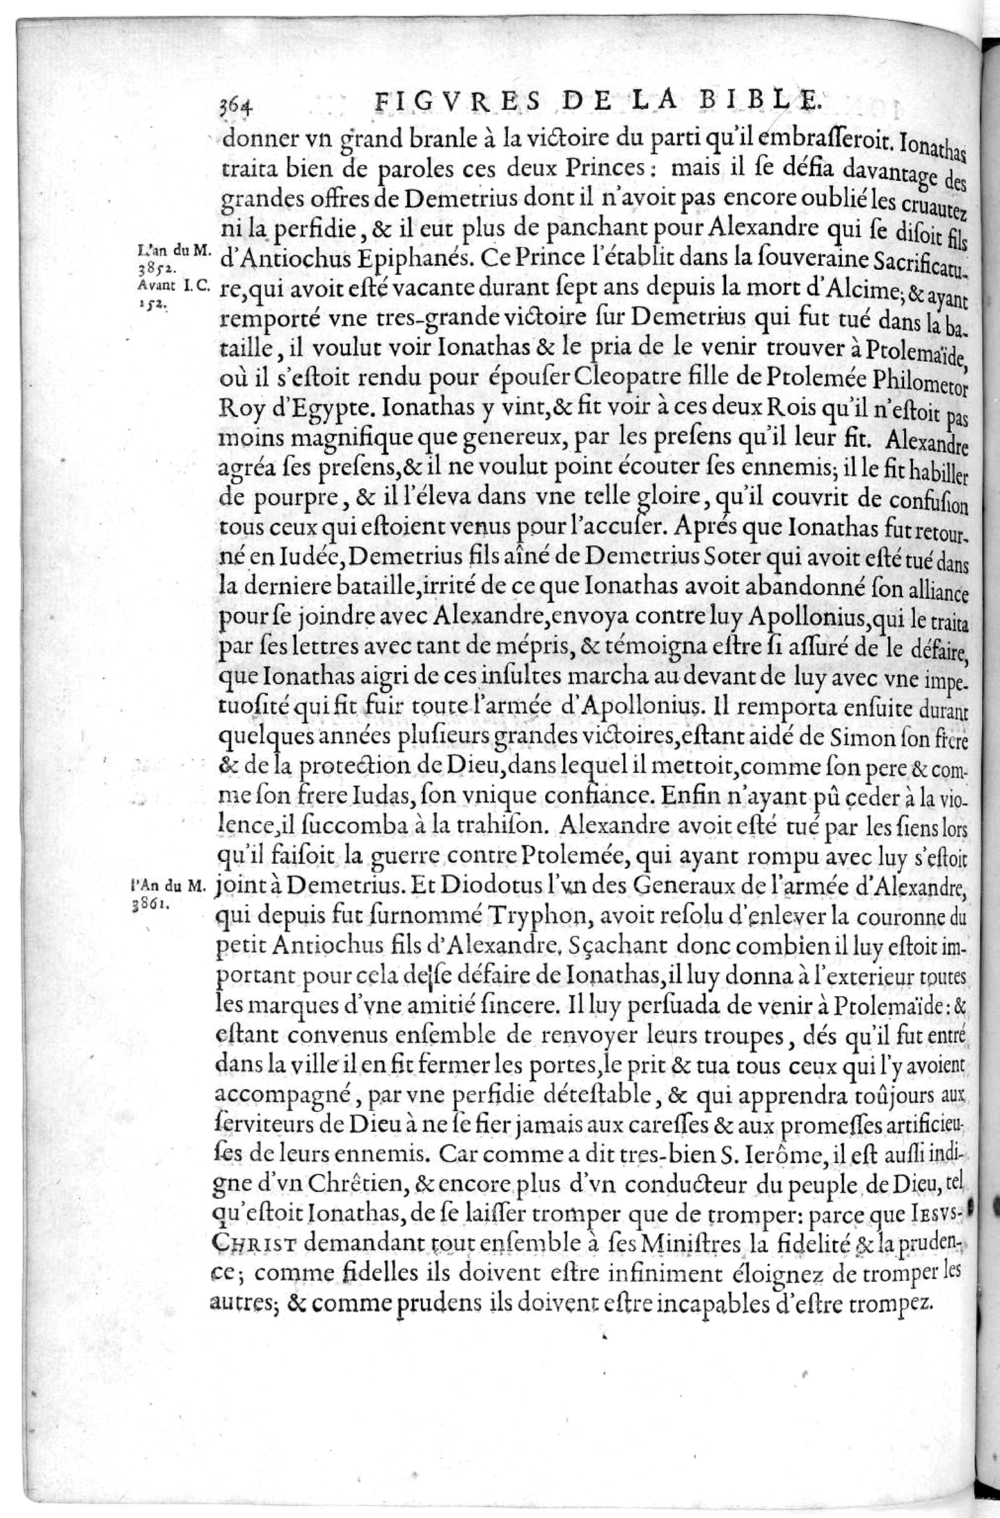 364 FIGVRES DE LA BIBLE.
donner vn grand branle à la victoire du parti qu'il embraſſeroit. Ionathas
traita bien de paroles ces deux Princes: mais il ſe défia davantage des
grandes offres de Demetrius dont il n'avoit pas encore oublié les cruautez
ni la perfidie, & il eut plus de panchant pour Alexandre qui ſe diſoit fils
L'an du M. 3852. Avant I. C. 152.
d'Antiochus Epiphanés. Ce Prince l'établit dans la ſouveraine Sacrificatu-
re, qui avoit eſté vacante durant ſept ans depuis la mort d'Alcime; & ayant
remporté vne tres-grande victoire ſur Demetrius qui fut tué dans la ba-
taille, il voulut voir Ionathas & le pria de le venir trouver à Ptolemaïde,
où il s'eſtoit rendu pour épouſer Cleopatre fille de Ptolemée Philometor
Roy d'Egypte. Ionathas y vint, & fit voir à ces deux Rois qu'il n'eſtoit pas
moins magnifique que genereux, par les preſens qu'il leur fit. Alexandre
agréa ſes preſens, & il ne voulut point écouter ſes ennemis; il le fit habiller
de pourpre, & il l'éleva dans vne telle gloire, qu'il couvrit de confuſion
tous ceux qui eſtoient venus pour l'accuſer. Aprés que Ionathas fut retour-
né en Iudée, Demetrius fils aîné de Demetrius Soter qui avoit eſté tué dans
la derniere bataille, irrité de ce que Ionathas avoit abandonné ſon alliance
pour ſe joindre avec Alexandre, envoya contre luy Apollonius, qui le traita
par ſes lettres avec tant de mépris, & témoigna eſtre ſi aſſuré de le défaire,
que Ionathas aigri de ces inſultes marcha au devant de luy avec vne impe-
tuoſité qui fit fuir toute l'armée d'Apollonius. Il remporta enſuite durant
quelques années pluſieurs grandes victoires, eſtant aidé de Simon ſon frere
& de la protection de Dieu, dans lequel il mettoit, comme ſon pere & com-
me ſon frere Iudas, ſon vnique confiance. Enfin n'ayant pû ceder à la vio-
lence, il ſuccomba à la trahiſon. Alexandre avoit eſté tué par les ſiens lors
qu'il faiſoit la guerre contre Ptolemée, qui ayant rompu avec luy s'eſtoit
l'An du M. 3861.
joint à Demetrius. Et Diodotus l'vn des Generaux de l'armée d'Alexandre,
qui depuis fut ſurnommé Tryphon, avoit reſolu d'enlever la couronne du
petit Antiochus fils d'Alexandre. Sçachant donc combien il luy eſtoit im-
portant pour cela de ſe défaire de Ionathas, il luy donna à l'exterieur toutes
les marques d'vne amitié ſincere. Il luy perſuada de venir à Ptolemaïde: &
eſtant convenus enſemble de renvoyer leurs troupes, dés qu'il fut entré
dans la ville il en fit fermer les portes, le prit & tua tous ceux qui l'y avoient
accompagné, par vne perfidie déteſtable, & qui apprendra toûjours aux
ſerviteurs de Dieu à ne ſe fier jamais aux careſſes & aux promeſſes artificieu-
ſes de leurs ennemis. Car comme a dit tres-bien S. Ierôme, il eſt auſſi indi-
gne d'vn Chrêtien, & encore plus d'vn conducteur du peuple de Dieu, tel
qu'eſtoit Ionathas, de ſe laiſſer tromper que de tromper: parce que IESVS-
CHRIST demandant tout enſemble à ſes Miniſtres la fidelité & la pruden-
ce; comme fidelles ils doivent eſtre infiniment éloignez de tromper les
autres; & comme prudens ils doivent eſtre incapables d'eſtre trompez.